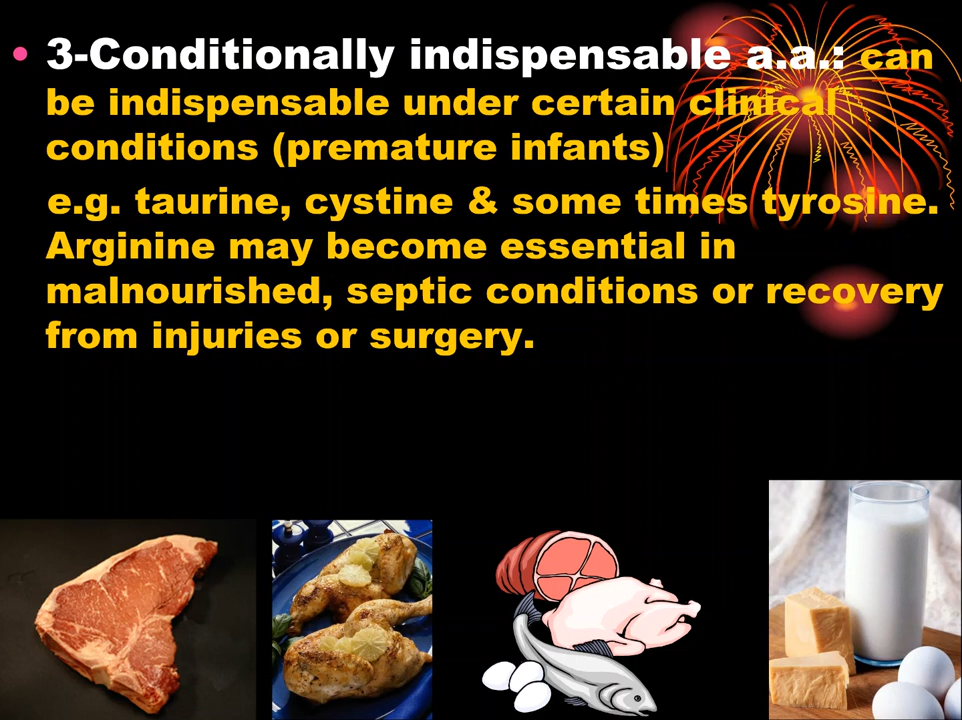 • 3-Conditionally indispensable a.a.: can
be indispensable under certain clinical
conditions (premature infants)
e.g. taurine, cystine & some times tyrosine.
Arginine may become essential in
malnourished, septic conditions or recovery
from injuries or surgery.